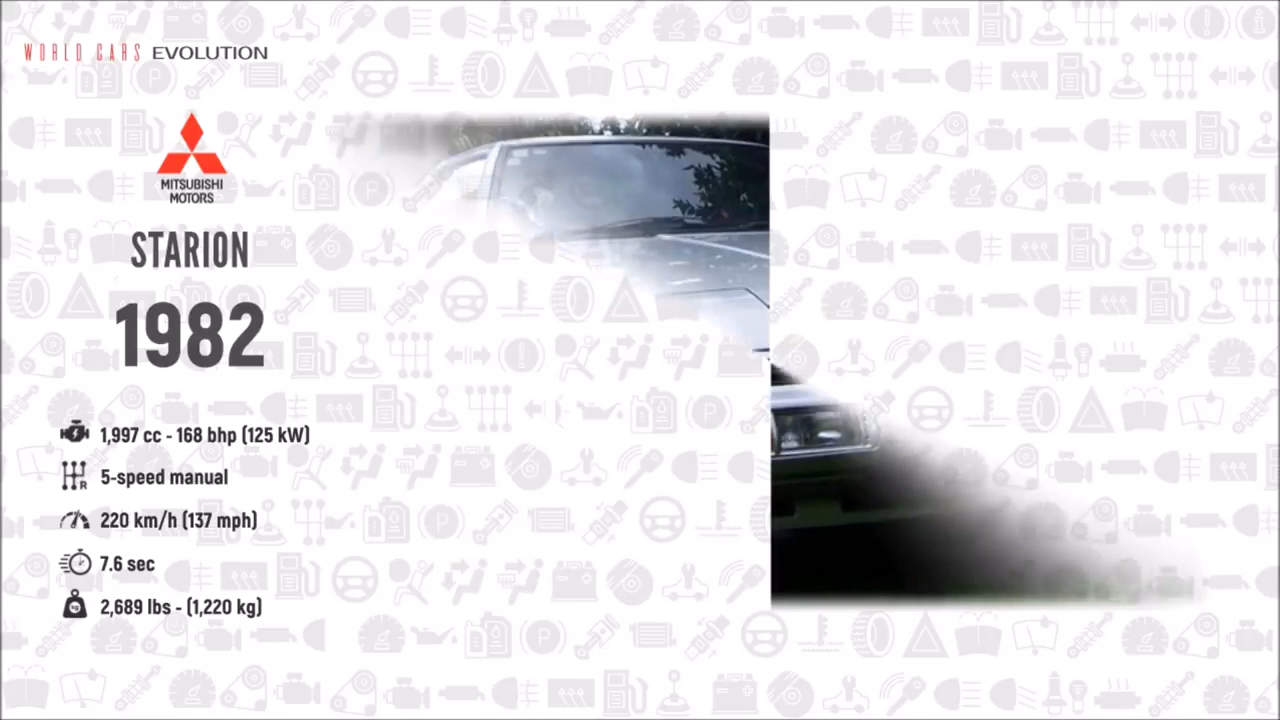 WORLD CARS EVOLUTION
MITSUBISHI
MOTORS
STARION
1982
1,997 cc - 168 bhp (125 kW)
5-speed manual
220 km/h (137 mph)
7.6 sec
2,689 lbs - (1,220 kg)